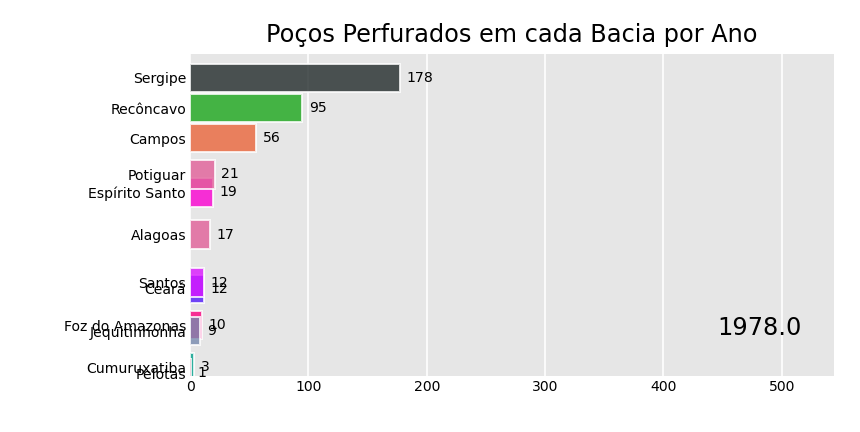 Poços Perfurados em cada Bacia por Ano
Sergipe 178
Recôncavo 95
Campos 56
Potiguar 21
Espírito Santo 19
Alagoas 17
Santos 12
Ceará 12
Foz do Amazonas 10
Jequitinhonha 9
1978.0
Cumuruxatiba 3
Pelotas 1
0 100 200 300 400 500